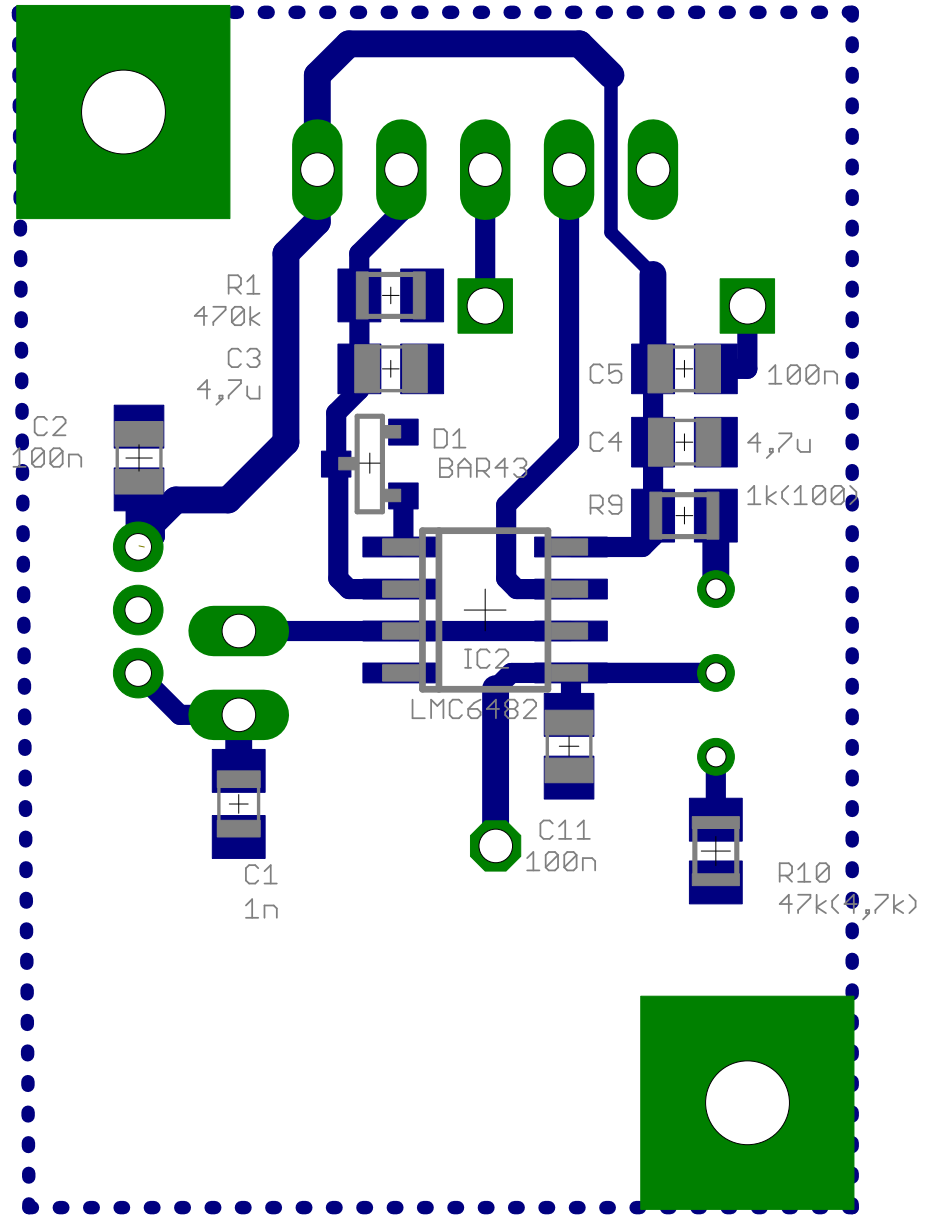 R1
470k
C3
4,7u
C5
100n
C2
100n
C4
4,7u
D1
BAR43
R9
1k(100)
IC2
LMC6482
C11
100n
C1
1n
R10
47k(4,7k)